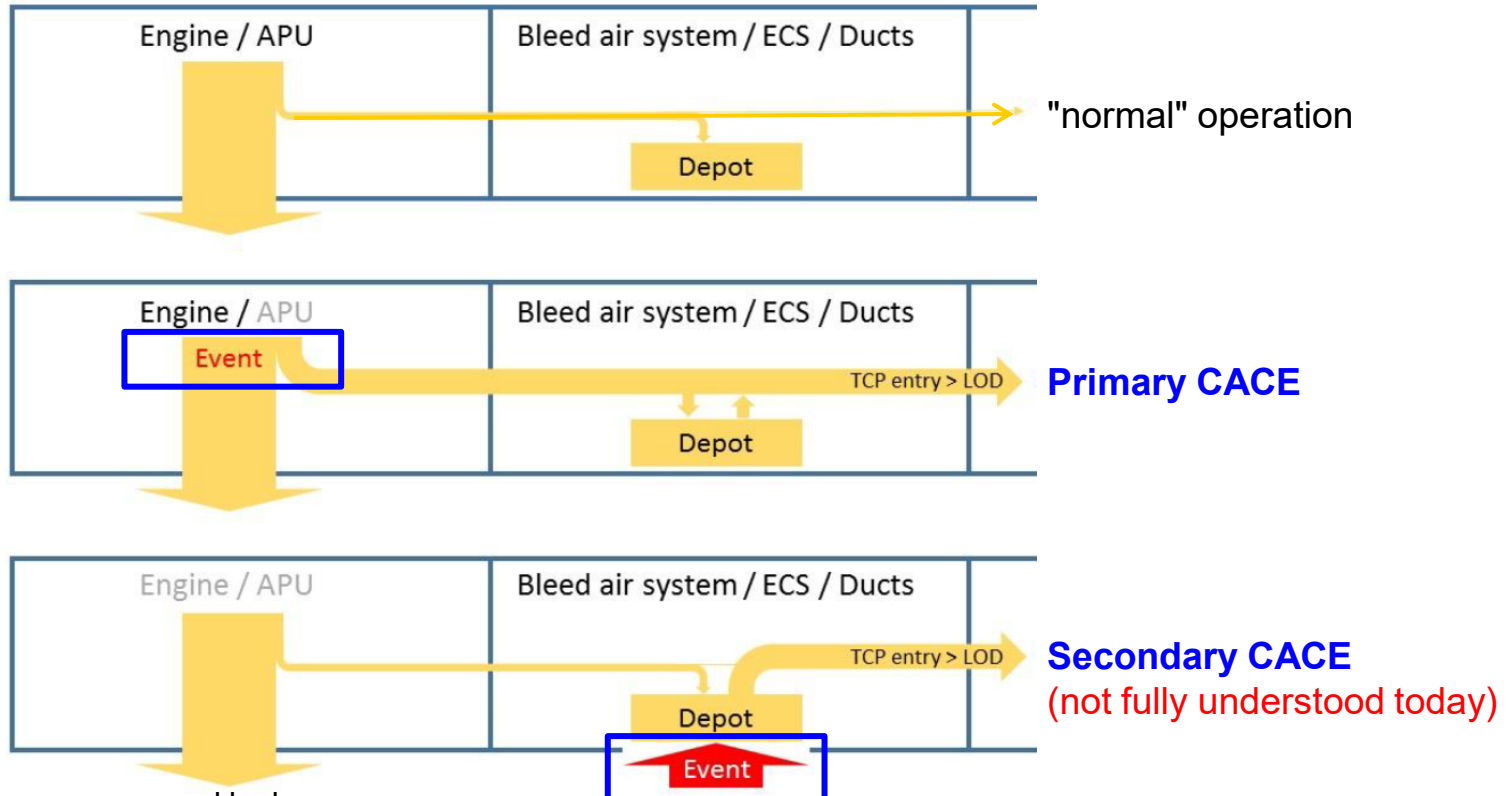 Engine / APU
Bleed air system / ECS / Ducts
"normal" operation
Depot
Engine / APU
Bleed air system / ECS / Ducts
Event
TCP entry > LOD
Primary CACE
Depot
Engine / APU
Bleed air system / ECS / Ducts
TCP entry > LOD
Secondary CACE
(not fully understood today)
Depot
Event